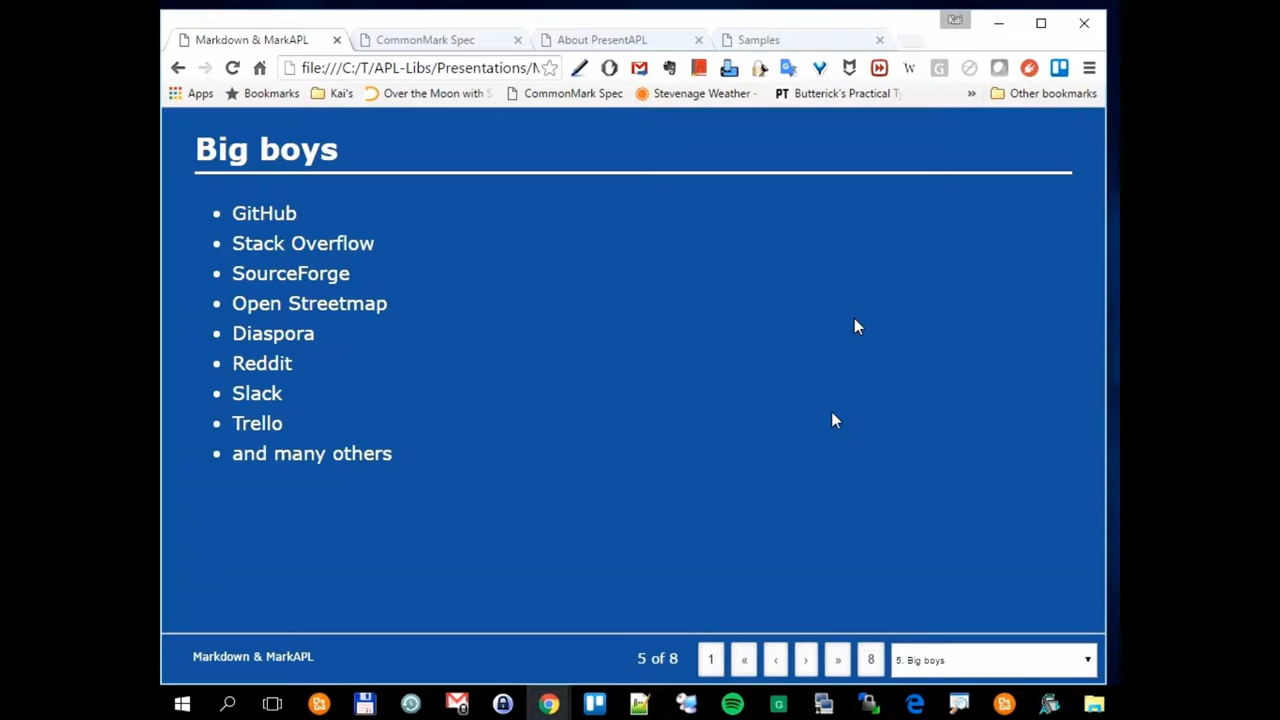 Kai
Markdown & MarkAPL
CommonMark Spec
About PresentAPL
Samples
file:///C:/T/APL-Libs/Presentations/M
Apps
Bookmarks
Kai's
Over the Moon with S
CommonMark Spec
Stevenage Weather -
PT Butterick's Practical Ty
»
Other bookmarks
Big boys
• GitHub
• Stack Overflow
• SourceForge
• Open Streetmap
• Diaspora
• Reddit
• Slack
• Trello
• and many others
Markdown & MarkAPL
5 of 8
1
«
‹
›
»
8
5. Big boys